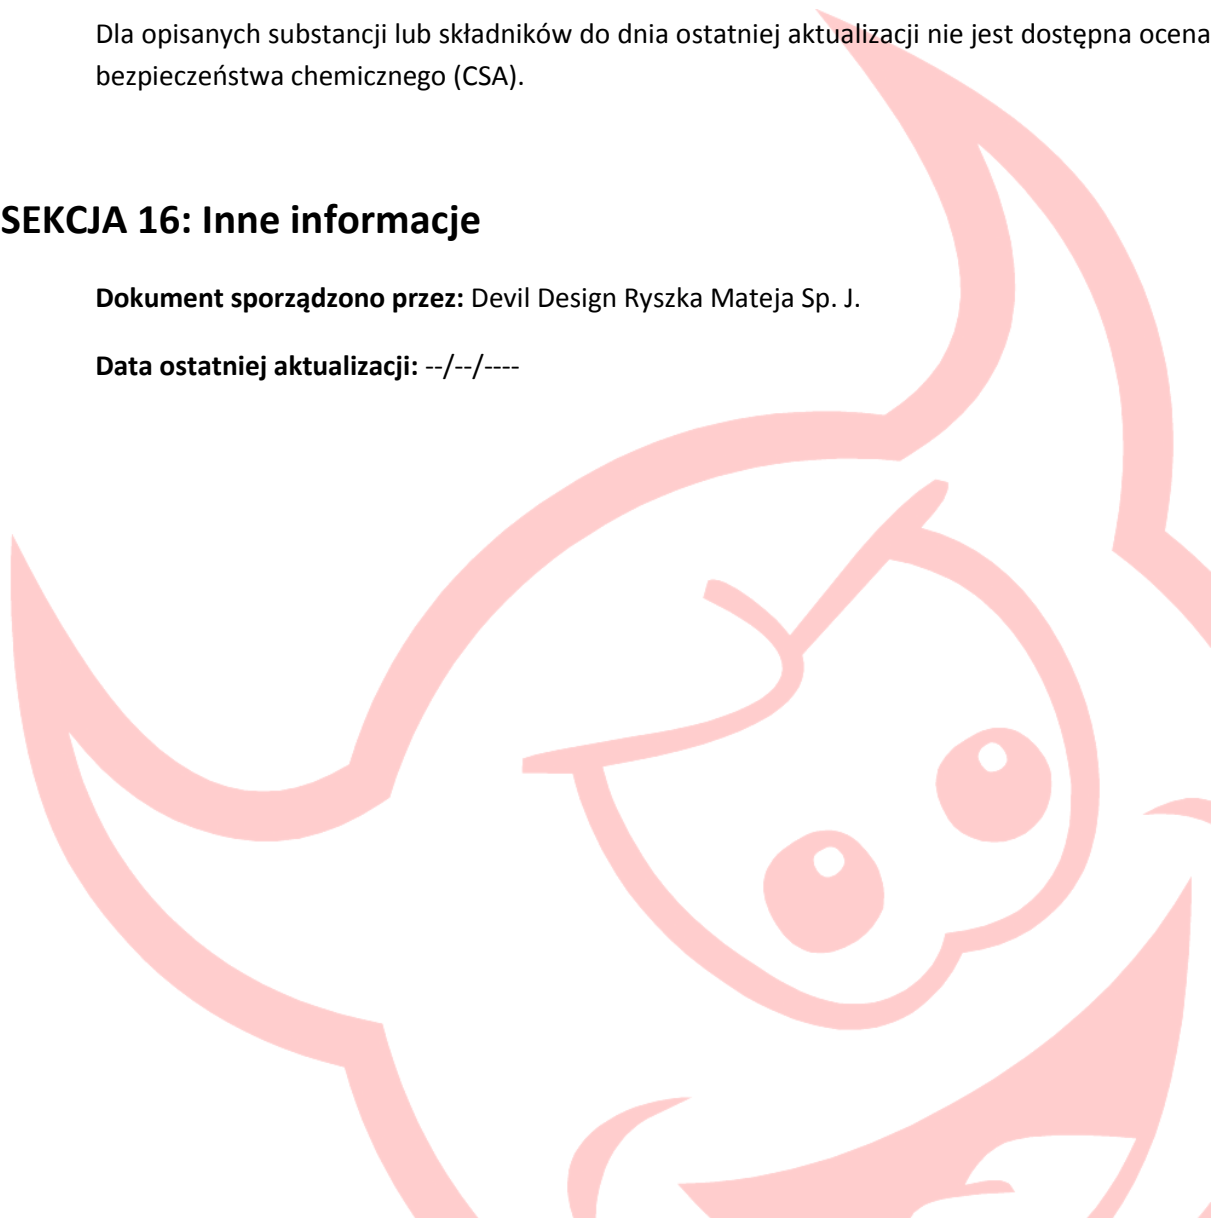 Dla opisanych substancji lub składników do dnia ostatniej aktualizacji nie jest dostępna ocena
bezpieczeństwa chemicznego (CSA).
SEKCJA 16: Inne informacje
Dokument sporządzono przez: Devil Design Ryszka Mateja Sp. J.
Data ostatniej aktualizacji: --/--/----